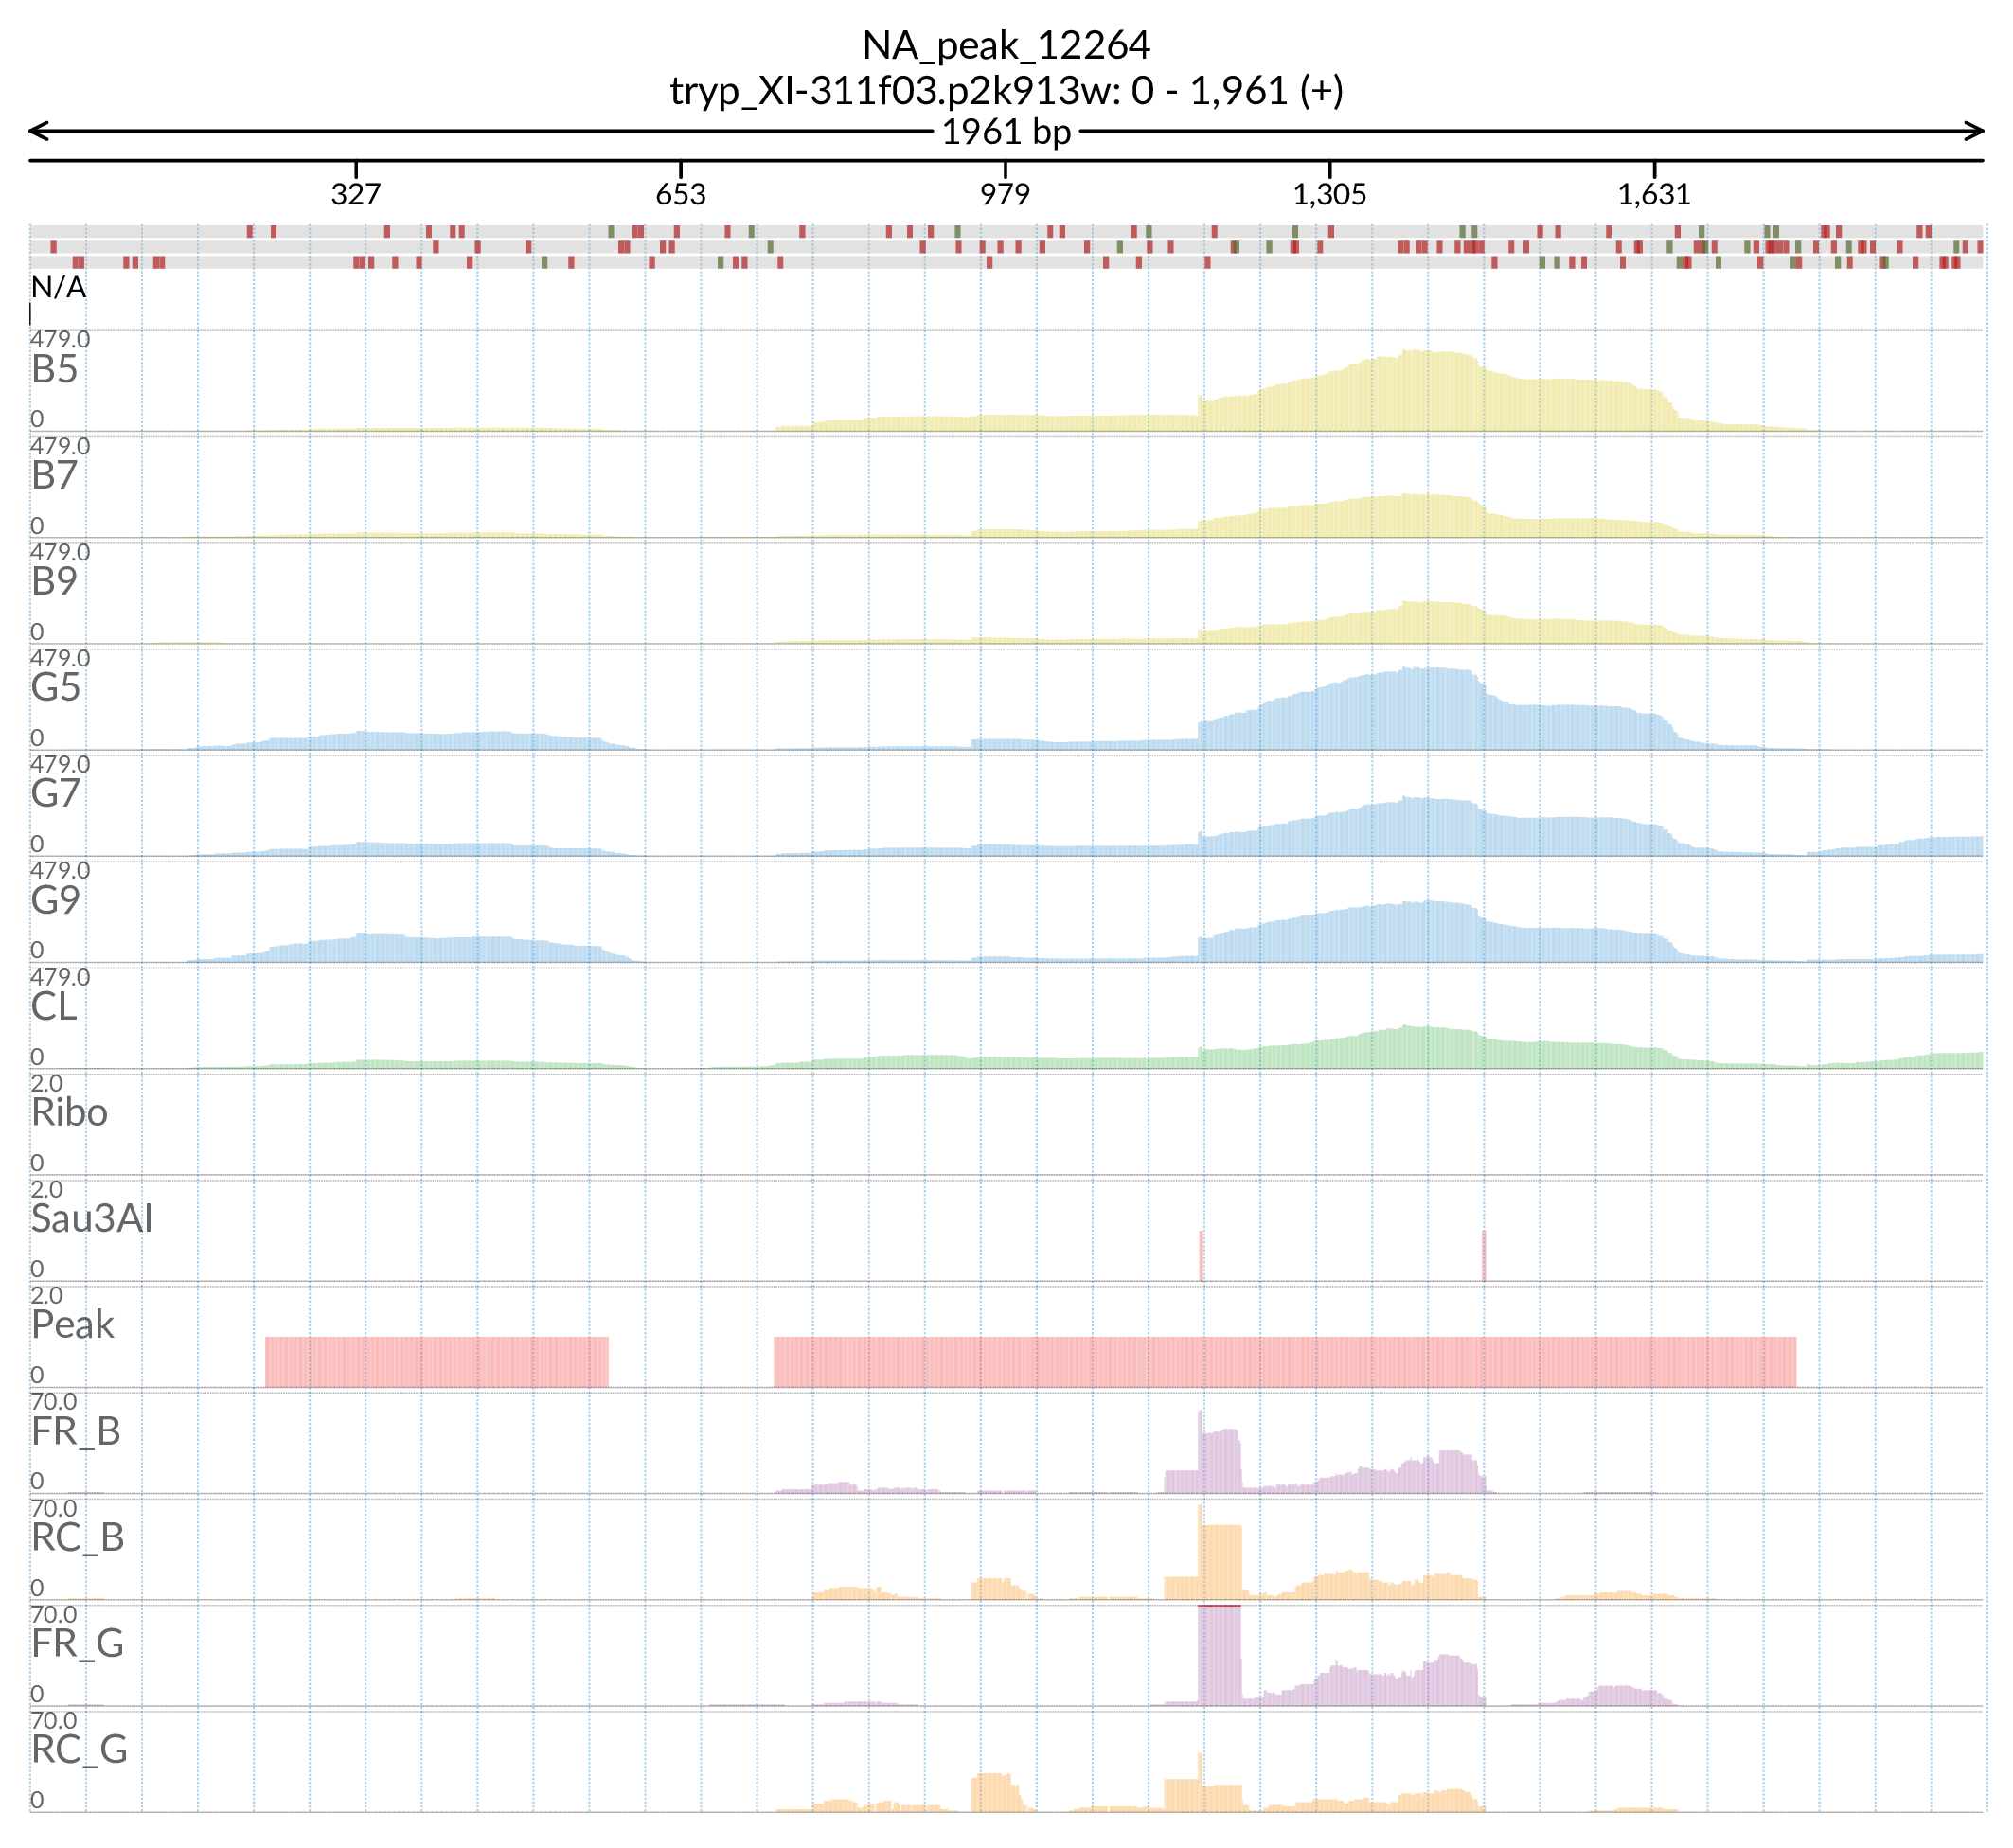 NA_peak_12264
tryp_XI-311f03.p2k913w: 0 - 1,961 (+)
1961 bp
327 653 979 1,305 1,631
N/A
479.0
B5
0
479.0
B7
0
479.0
B9
0
479.0
G5
0
479.0
G7
0
479.0
G9
0
479.0
CL
0
2.0
Ribo
0
2.0
Sau3AI
0
2.0
Peak
0
70.0
FR_B
0
70.0
RC_B
0
70.0
FR_G
0
70.0
RC_G
0